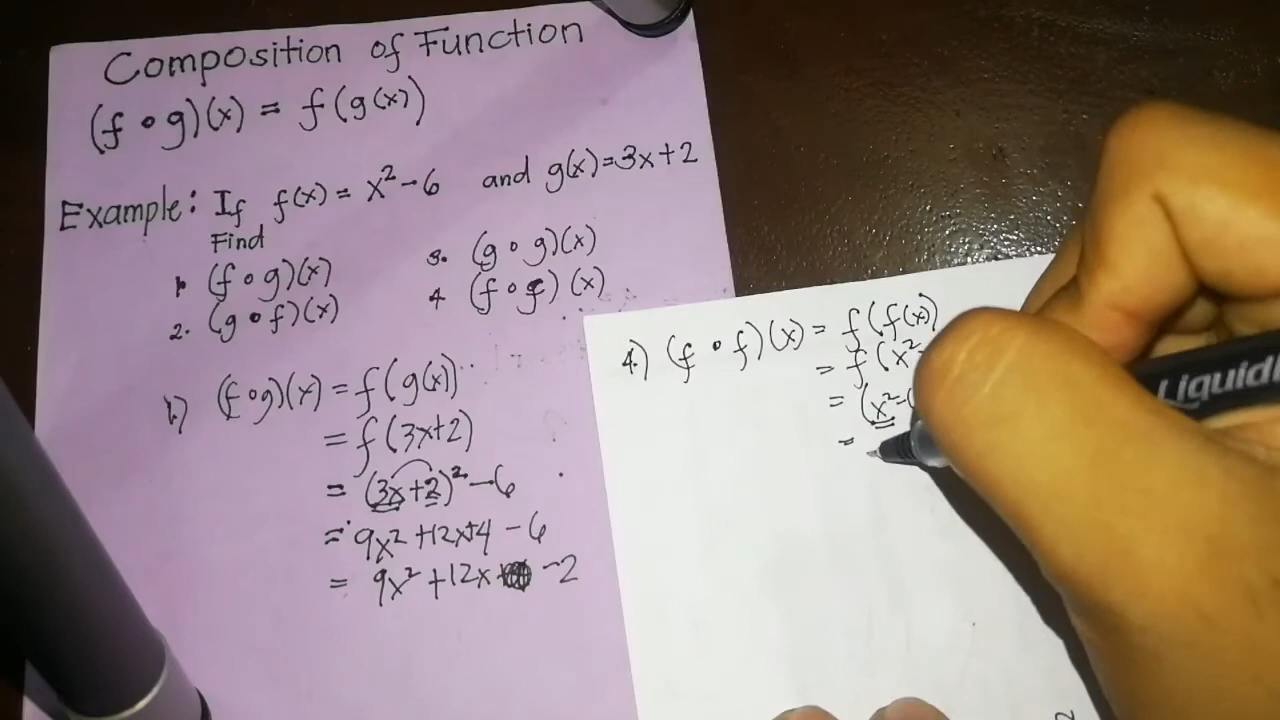 Composition of Function
(f ∘ g)(x) = f(g(x))
Example: If f(x) = x² - 6 and g(x) = 3x + 2
Find
1. (f ∘ g)(x)
2. (g ∘ f)(x)
3. (g ∘ g)(x)
4. (f ∘ f)(x)
1.) (f ∘ g)(x) = f(g(x))
= f(3x+2)
= (3x+2)² - 6
= 9x² + 12x + 4 - 6
= 9x² + 12x - 2
4.) (f ∘ f)(x) = f(f(x)
= f(x²
= (x² -
=